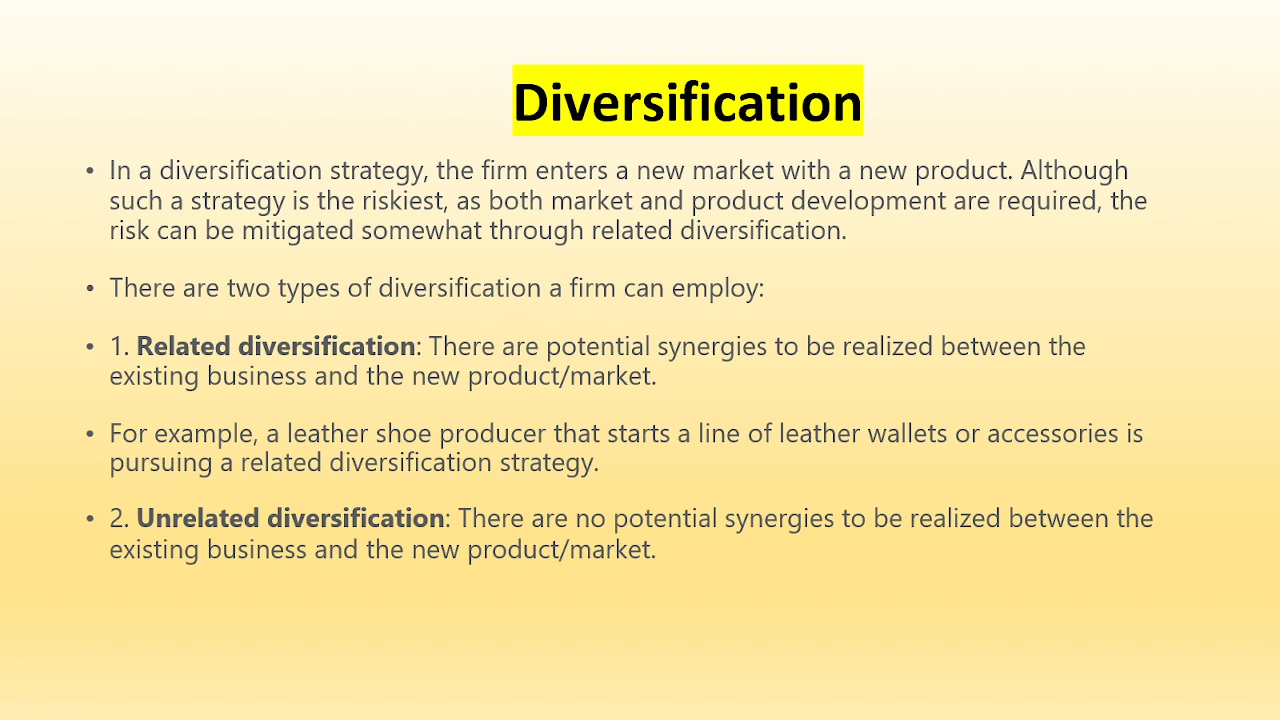 Diversification
• In a diversification strategy, the firm enters a new market with a new product. Although
such a strategy is the riskiest, as both market and product development are required, the
risk can be mitigated somewhat through related diversification.
• There are two types of diversification a firm can employ:
• 1. Related diversification: There are potential synergies to be realized between the
existing business and the new product/market.
• For example, a leather shoe producer that starts a line of leather wallets or accessories is
pursuing a related diversification strategy.
• 2. Unrelated diversification: There are no potential synergies to be realized between the
existing business and the new product/market.